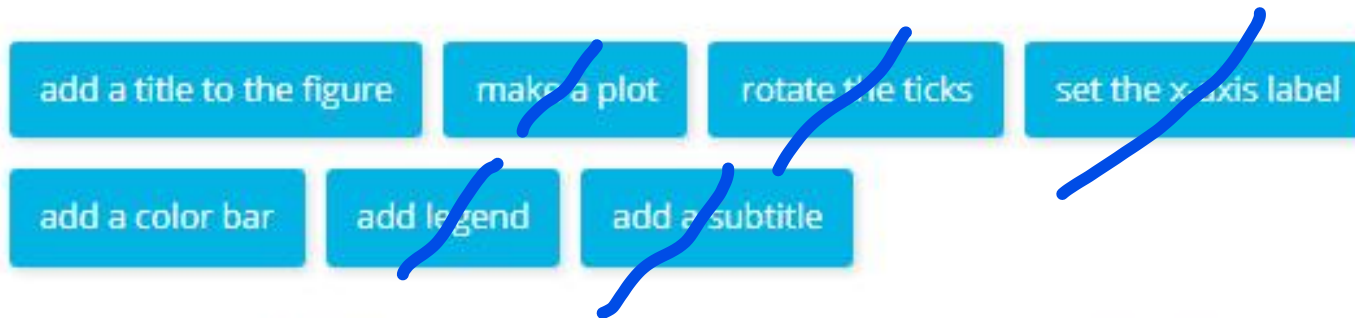 add a title to the figure make a plot rotate the ticks set the x-axis label
add a color bar add legend add a subtitle